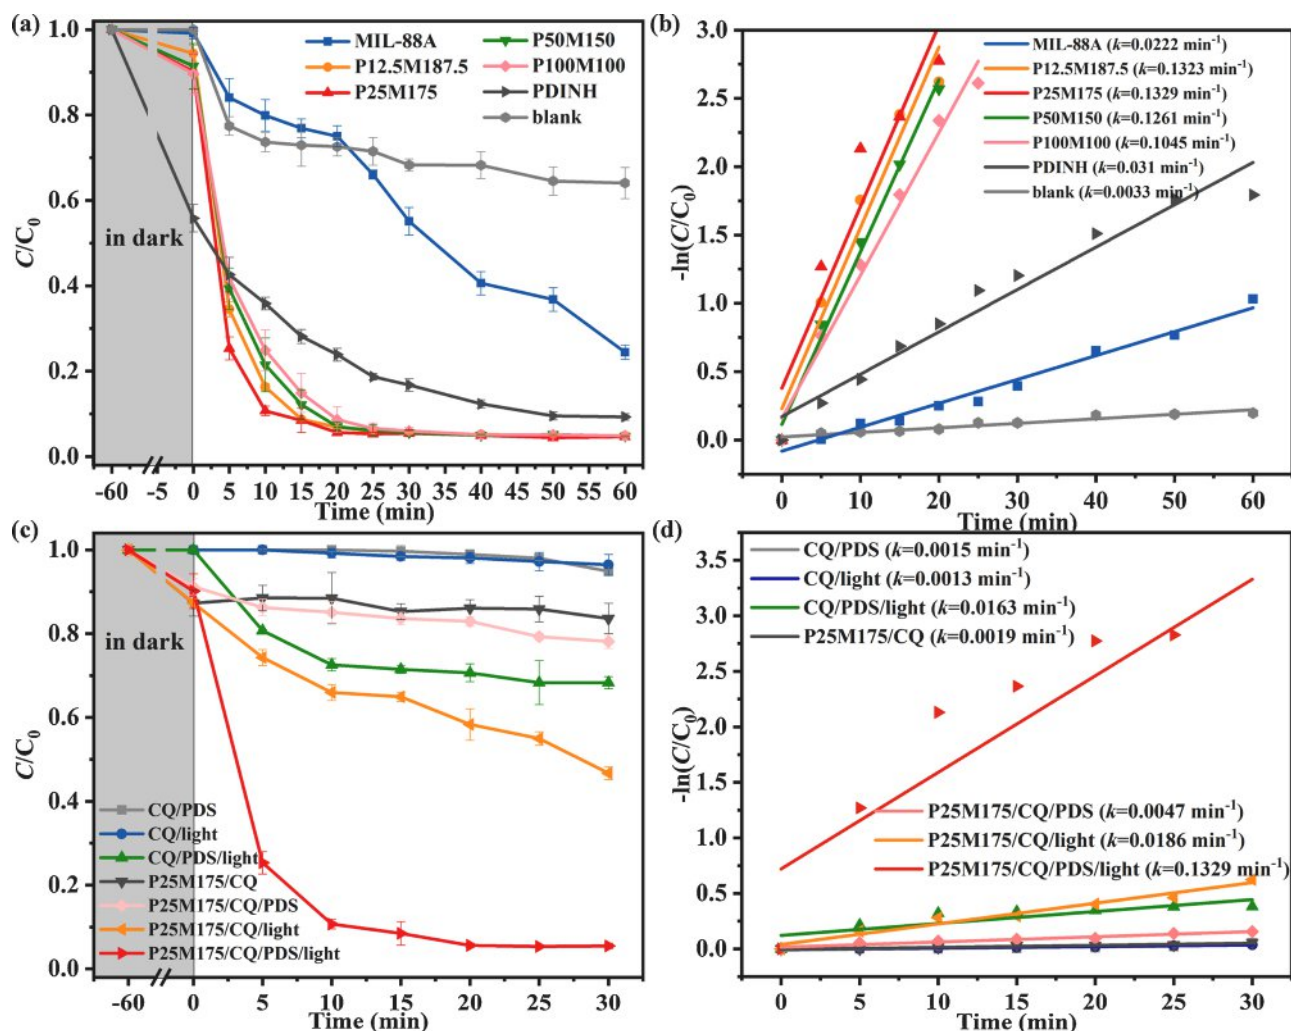 (a)
MIL-88A
P12.5M187.5
P25M175
P50M150
P100M100
PDINH
blank
in dark
C/C0
1.0
0.8
0.6
0.4
0.2
0.0
-60 -5 0 5 10 15 20 25 30 35 40 45 50 55 60
Time (min)
(b)
MIL-88A (k=0.0222 min-1)
P12.5M187.5 (k=0.1323 min-1)
P25M175 (k=0.1329 min-1)
P50M150 (k=0.1261 min-1)
P100M100 (k=0.1045 min-1)
PDINH (k=0.031 min-1)
blank (k=0.0033 min-1)
-ln(C/C0)
3.0
2.5
2.0
1.5
1.0
0.5
0.0
0 10 20 30 40 50 60
Time (min)
(c)
in dark
CQ/PDS
CQ/light
CQ/PDS/light
P25M175/CQ
P25M175/CQ/PDS
P25M175/CQ/light
P25M175/CQ/PDS/light
C/C0
1.0
0.8
0.6
0.4
0.2
0.0
-60 0 5 10 15 20 25 30
Time (min)
(d)
CQ/PDS (k=0.0015 min-1)
CQ/light (k=0.0013 min-1)
CQ/PDS/light (k=0.0163 min-1)
P25M175/CQ (k=0.0019 min-1)
P25M175/CQ/PDS (k=0.0047 min-1)
P25M175/CQ/light (k=0.0186 min-1)
P25M175/CQ/PDS/light (k=0.1329 min-1)
-ln(C/C0)
3.5
3.0
2.5
2.0
1.5
1.0
0.5
0.0
0 5 10 15 20 25 30
Time (min)